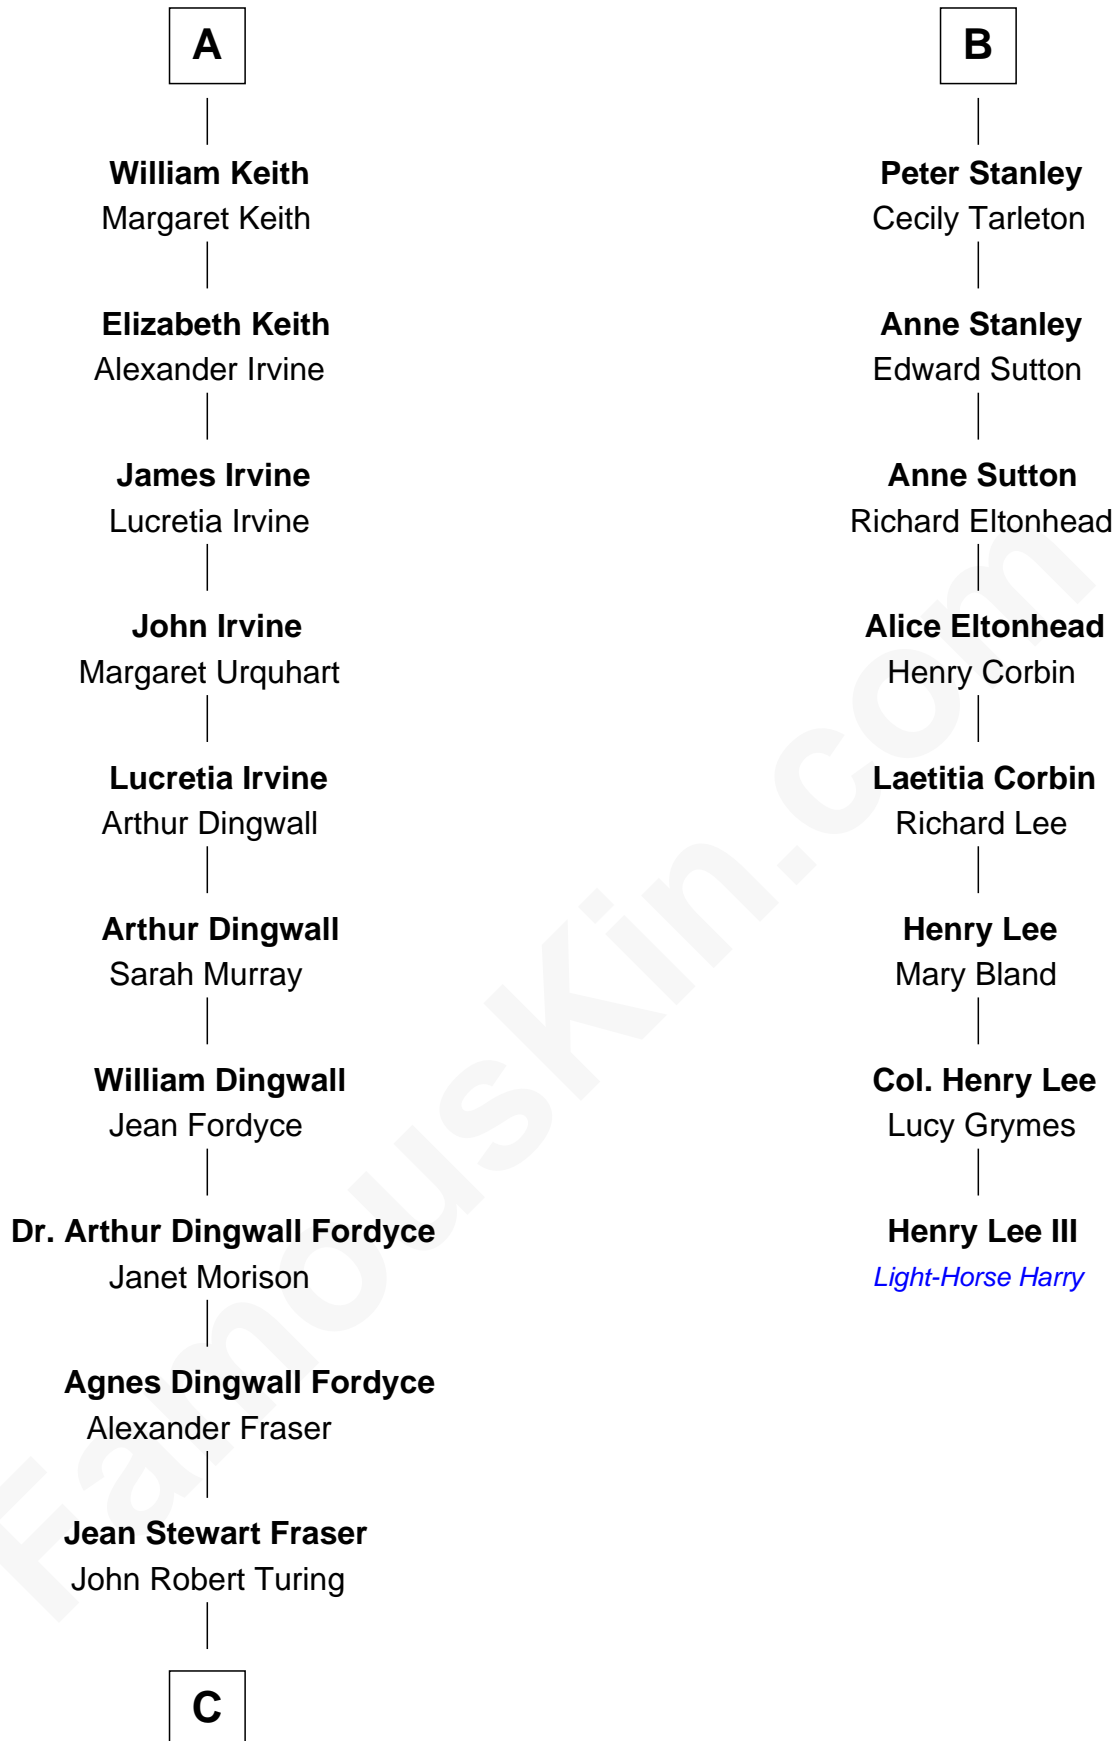 A
William Keith
Margaret Keith
Elizabeth Keith
Alexander Irvine
James Irvine
Lucretia Irvine
John Irvine
Margaret Urquhart
Lucretia Irvine
Arthur Dingwall
Arthur Dingwall
Sarah Murray
William Dingwall
Jean Fordyce
Dr. Arthur Dingwall Fordyce
Janet Morison
Agnes Dingwall Fordyce
Alexander Fraser
Jean Stewart Fraser
John Robert Turing
C
B
Peter Stanley
Cecily Tarleton
Anne Stanley
Edward Sutton
Anne Sutton
Richard Eltonhead
Alice Eltonhead
Henry Corbin
Laetitia Corbin
Richard Lee
Henry Lee
Mary Bland
Col. Henry Lee
Lucy Grymes
Henry Lee III
Light-Horse Harry
FamousKin.com